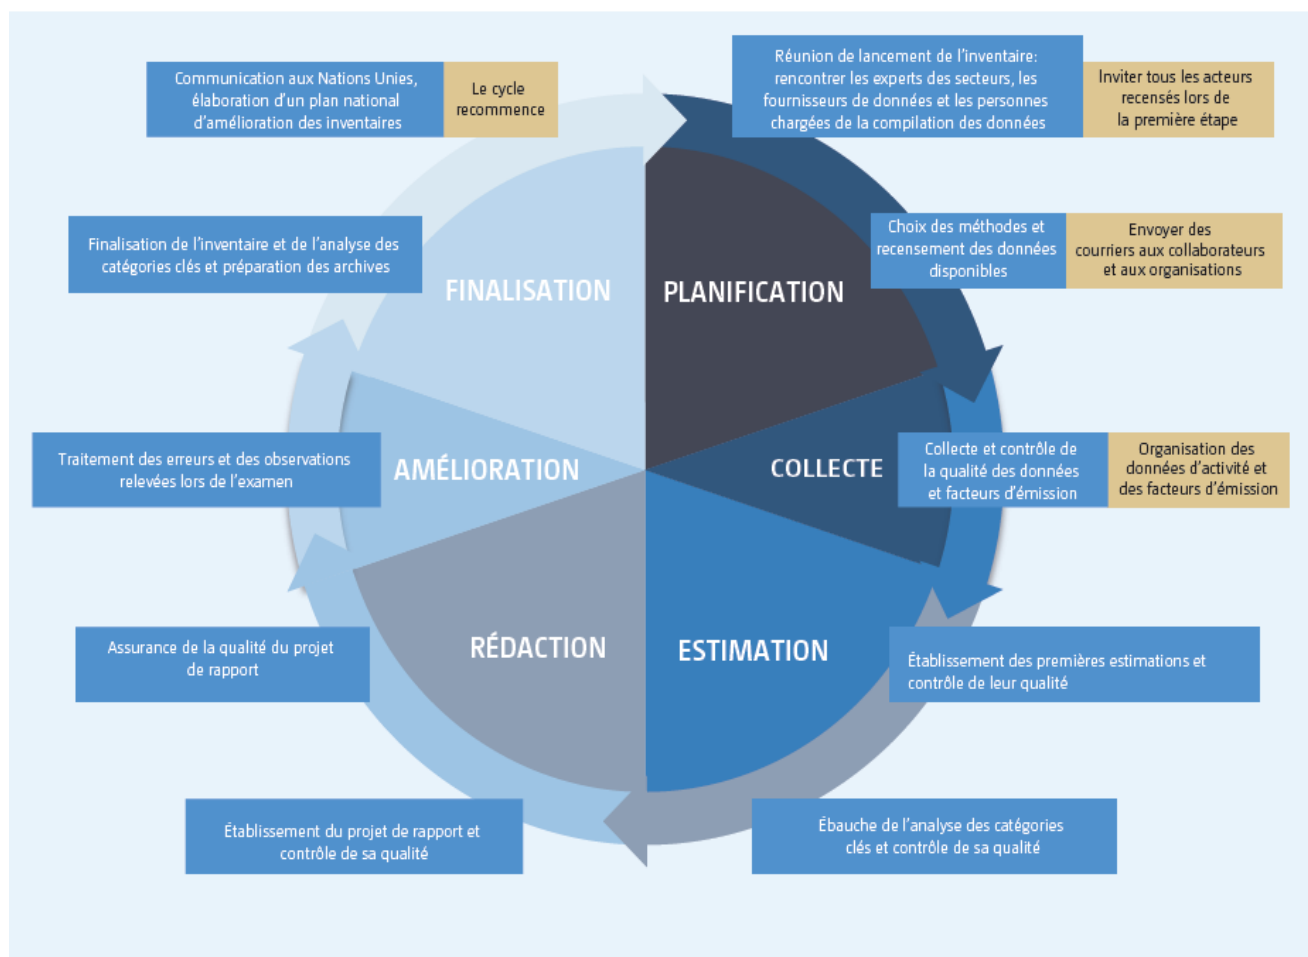 Communication aux Nations Unies,
élaboration d'un plan national
d'amélioration des inventaires
Le cycle
recommence
Réunion de lancement de l'inventaire:
rencontrer les experts des secteurs, les
fournisseurs de données et les personnes
chargées de la compilation des données
Inviter tous les acteurs
recensés lors de
la première étape
Finalisation de l'inventaire et de l'analyse des
catégories clés et préparation des archives
Choix des méthodes et
recensement des données
disponibles
Envoyer des
courriers aux collaborateurs
et aux organisations
FINALISATION
PLANIFICATION
Traitement des erreurs et des observations
relevées lors de l'examen
AMÉLIORATION
COLLECTE
Collecte et contrôle de
la qualité des données
et facteurs d'émission
Organisation des
données d'activité et
des facteurs d'émission
Assurance de la qualité du projet
de rapport
RÉDACTION
ESTIMATION
Établissement des premières estimations et
contrôle de leur qualité
Établissement du projet de rapport et
contrôle de sa qualité
Ébauche de l'analyse des catégories
clés et contrôle de sa qualité